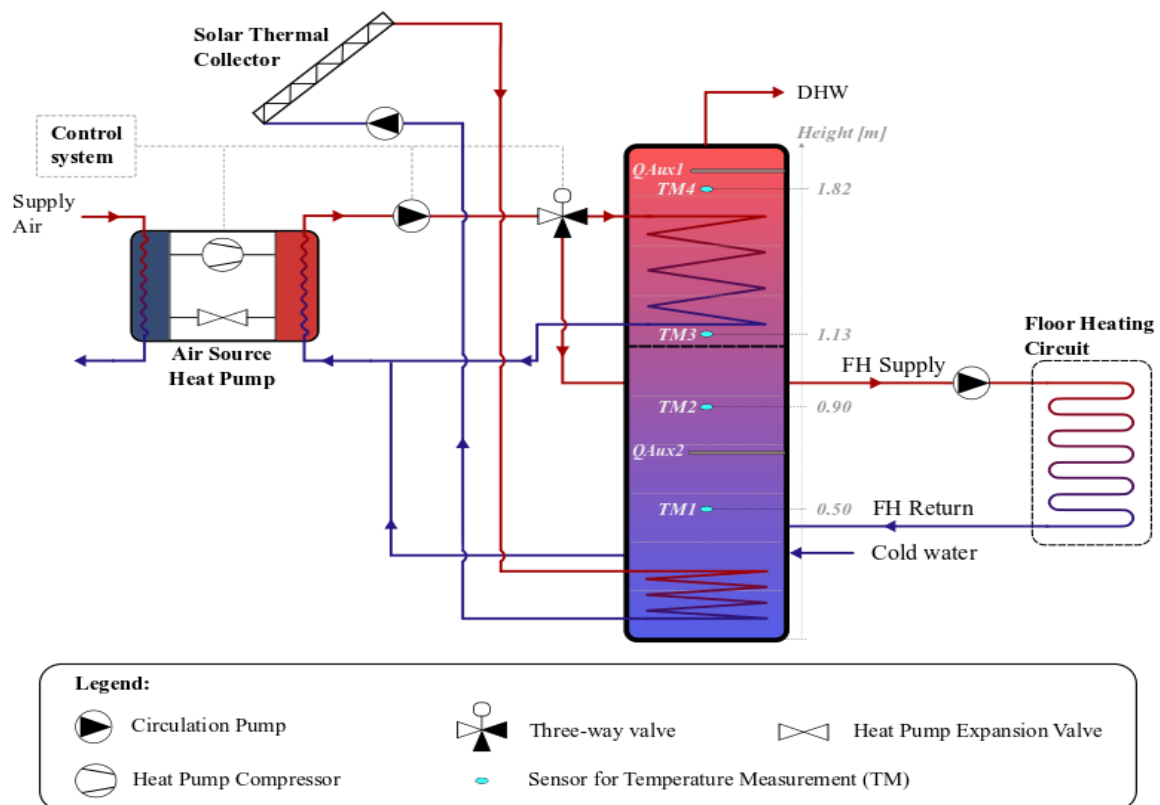 Solar Thermal
Collector
DHW
Height [m]
Control
system
QAux1
TM4
1.82
Supply
Air
TM3
1.13
Floor Heating
Circuit
Air Source
Heat Pump
FH Supply
TM2
0.90
QAux2
TM1
0.50
FH Return
Cold water
Legend:
Circulation Pump
Three-way valve
Heat Pump Expansion Valve
Heat Pump Compressor
Sensor for Temperature Measurement (TM)